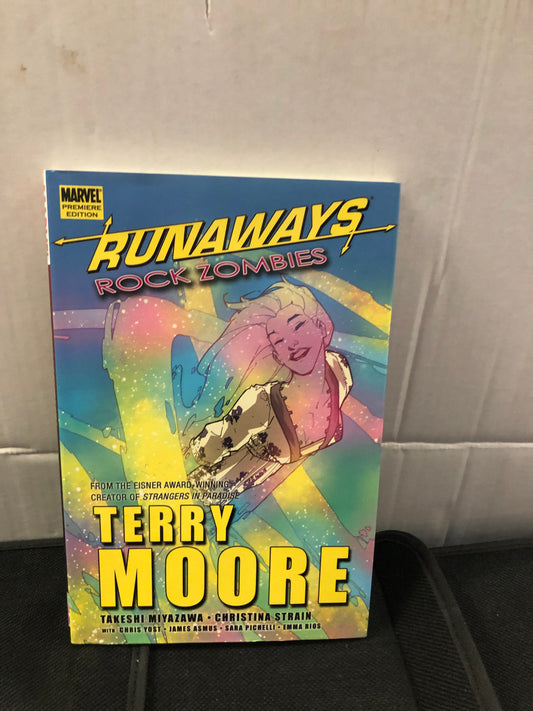 MARVEL
PREMIERE
EDITION
RUNAWAYS
ROCK ZOMBIES
FROM THE EISNER AWARD-WINNING
CREATOR OF STRANGERS IN PARADISE
TERRY
MOORE
TAKESHI MIYAZAWA • CHRISTINA STRAIN
WITH CHRIS YOST • JAMES ASMUS • SARA PICHELLI • EMMA RIOS